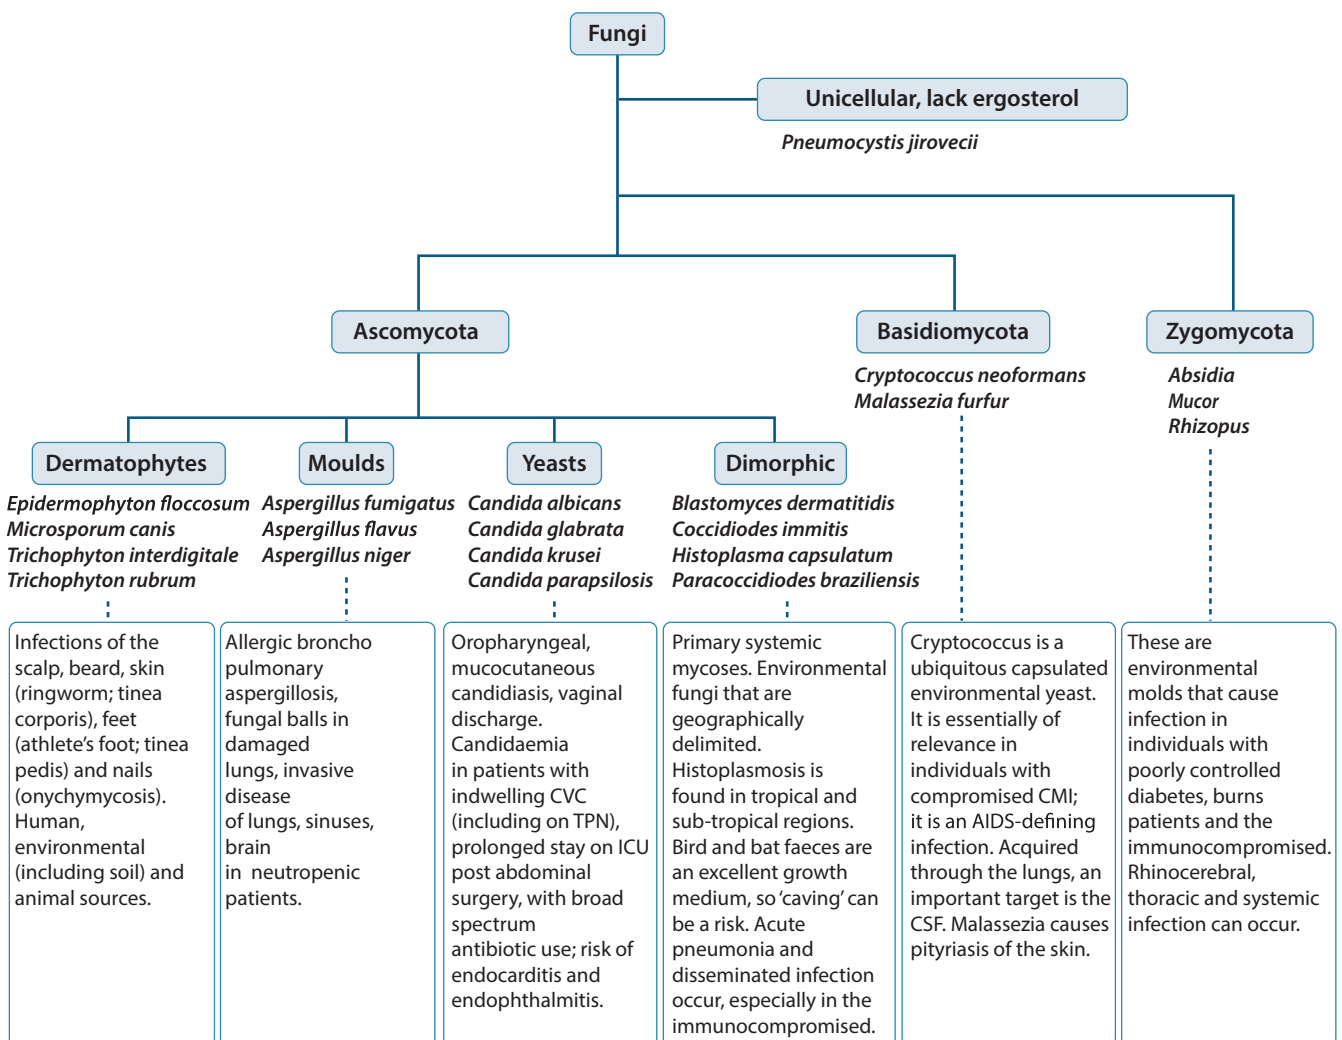 Fungi
Unicellular, lack ergosterol
Pneumocystis jirovecii
Ascomycota
Basidiomycota
Cryptococcus neoformans
Malassezia furfur
Zygomycota
Absidia
Mucor
Rhizopus
Dermatophytes
Epidermophyton floccosum
Microsporum canis
Trichophyton interdigitale
Trichophyton rubrum
Moulds
Aspergillus fumigatus
Aspergillus flavus
Aspergillus niger
Yeasts
Candida albicans
Candida glabrata
Candida krusei
Candida parapsilosis
Dimorphic
Blastomyces dermatitidis
Coccidiodes immitis
Histoplasma capsulatum
Paracoccidiodes braziliensis
Infections of the
scalp, beard, skin
(ringworm; tinea
corporis), feet
(athlete's foot; tinea
pedis) and nails
(onychymycosis).
Human,
environmental
(including soil) and
animal sources.
Allergic broncho
pulmonary
aspergillosis,
fungal balls in
damaged
lungs, invasive
disease
of lungs, sinuses,
brain
in neutropenic
patients.
Oropharyngeal,
mucocutaneous
candidiasis, vaginal
discharge.
Candidaemia
in patients with
indwelling CVC
(including on TPN),
prolonged stay on ICU
post abdominal
surgery, with broad
spectrum
antibiotic use; risk of
endocarditis and
endophthalmitis.
Primary systemic
mycoses. Environmental
fungi that are
geographically
delimited.
Histoplasmosis is
found in tropical and
sub-tropical regions.
Bird and bat faeces are
an excellent growth
medium, so 'caving' can
be a risk. Acute
pneumonia and
disseminated infection
occur, especially in the
immunocompromised.
Cryptococcus is a
ubiquitous capsulated
environmental yeast.
It is essentially of
relevance in
individuals with
compromised CMI;
it is an AIDS-defining
infection. Acquired
through the lungs, an
important target is the
CSF. Malassezia causes
pityriasis of the skin.
These are
environmental
molds that cause
infection in
individuals with
poorly controlled
diabetes, burns
patients and the
immunocompromised.
Rhinocerebral,
thoracic and systemic
infection can occur.